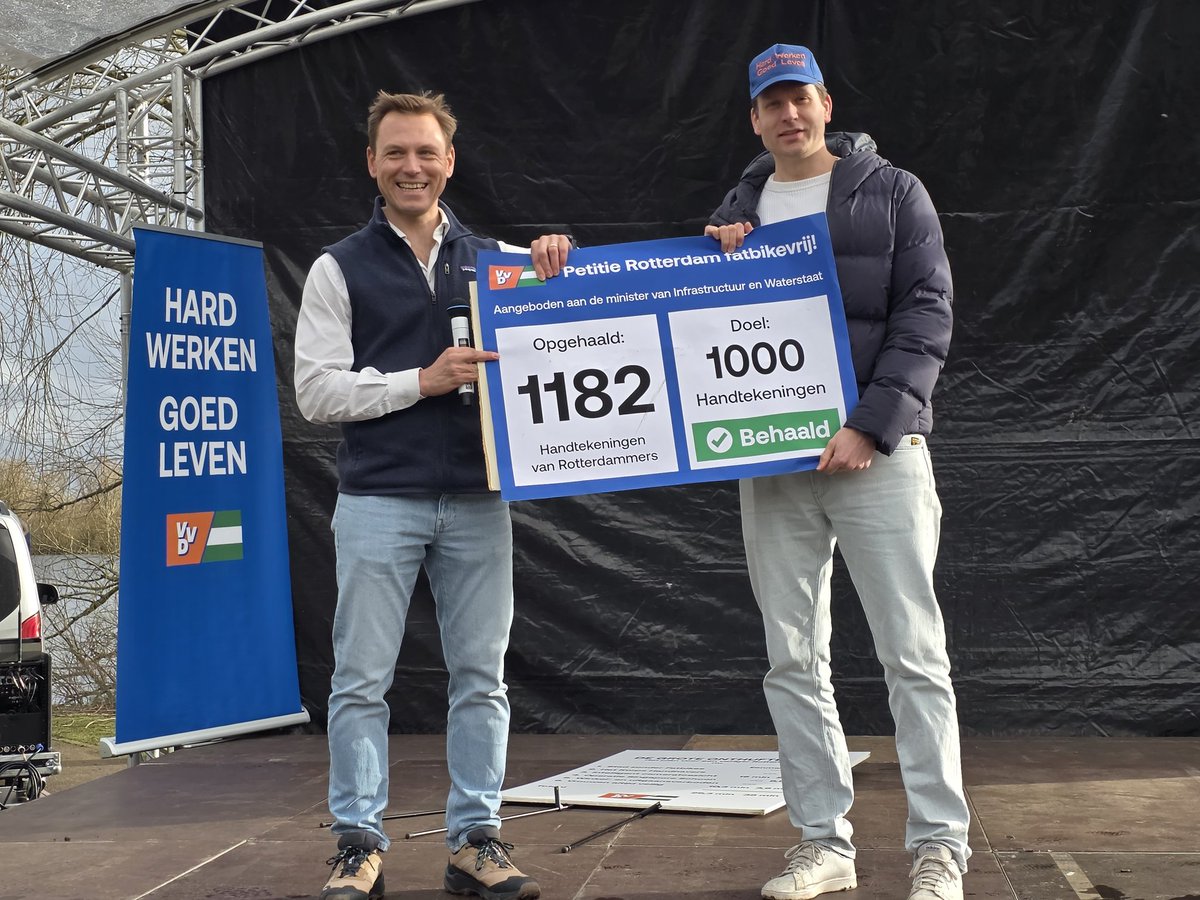 Hard Werken
Goed Leven
HARD
WERKEN
GOED
LEVEN
VVD
VVD
Petitie Rotterdam fatbikevrij!
Aangeboden aan de minister van Infrastructuur en Waterstaat
Opgehaald:
1182
Handtekeningen
van Rotterdammers
Doel:
1000
Handtekeningen
Behaald